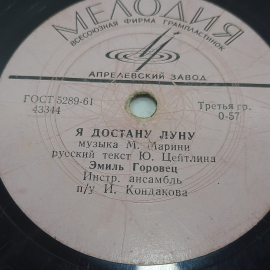 МЕЛОДИЯ
ВСЕСОЮЗНАЯ ФИРМА ГРАМПЛАСТИНОК
АПРЕЛЕВСКИЙ ЗАВОД
ГОСТ 5289-61
43344
Третья гр.
0-57
Я ДОСТАНУ ЛУНУ
музыка М. Марини
русский текст Ю. Цейтлина
Эмиль Горовец
Инстр. ансамбль
п/у И. Кондакова